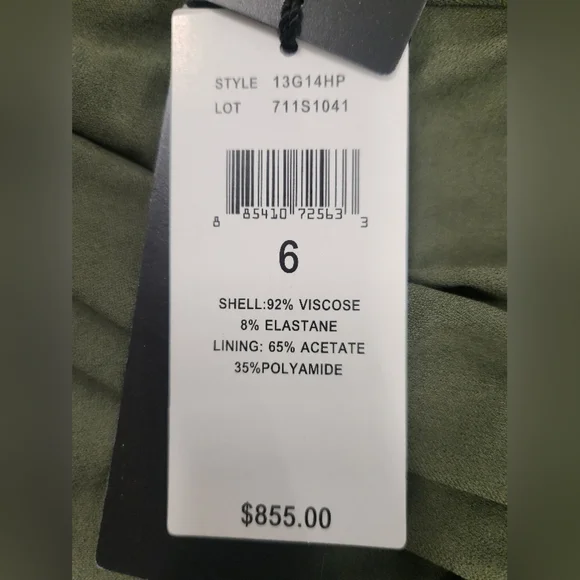 STYLE 13G14HP
LOT 711S1041
8 85410 72563 3
6
SHELL:92% VISCOSE
8% ELASTANE
LINING: 65% ACETATE
35%POLYAMIDE
$855.00